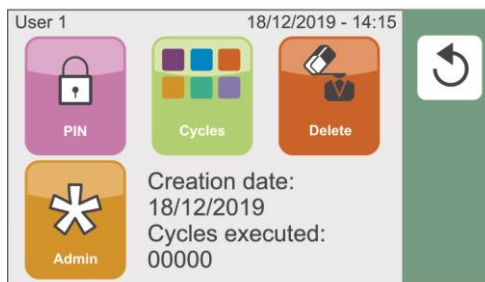 User 1 18/12/2019 - 14:15
PIN Cycles Delete
Admin
Creation date:
18/12/2019
Cycles executed:
00000